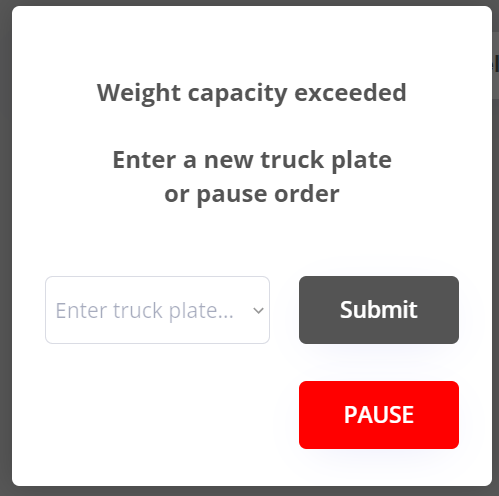 Weight capacity exceeded
Enter a new truck plate
or pause order
Enter truck plate...
Submit
PAUSE